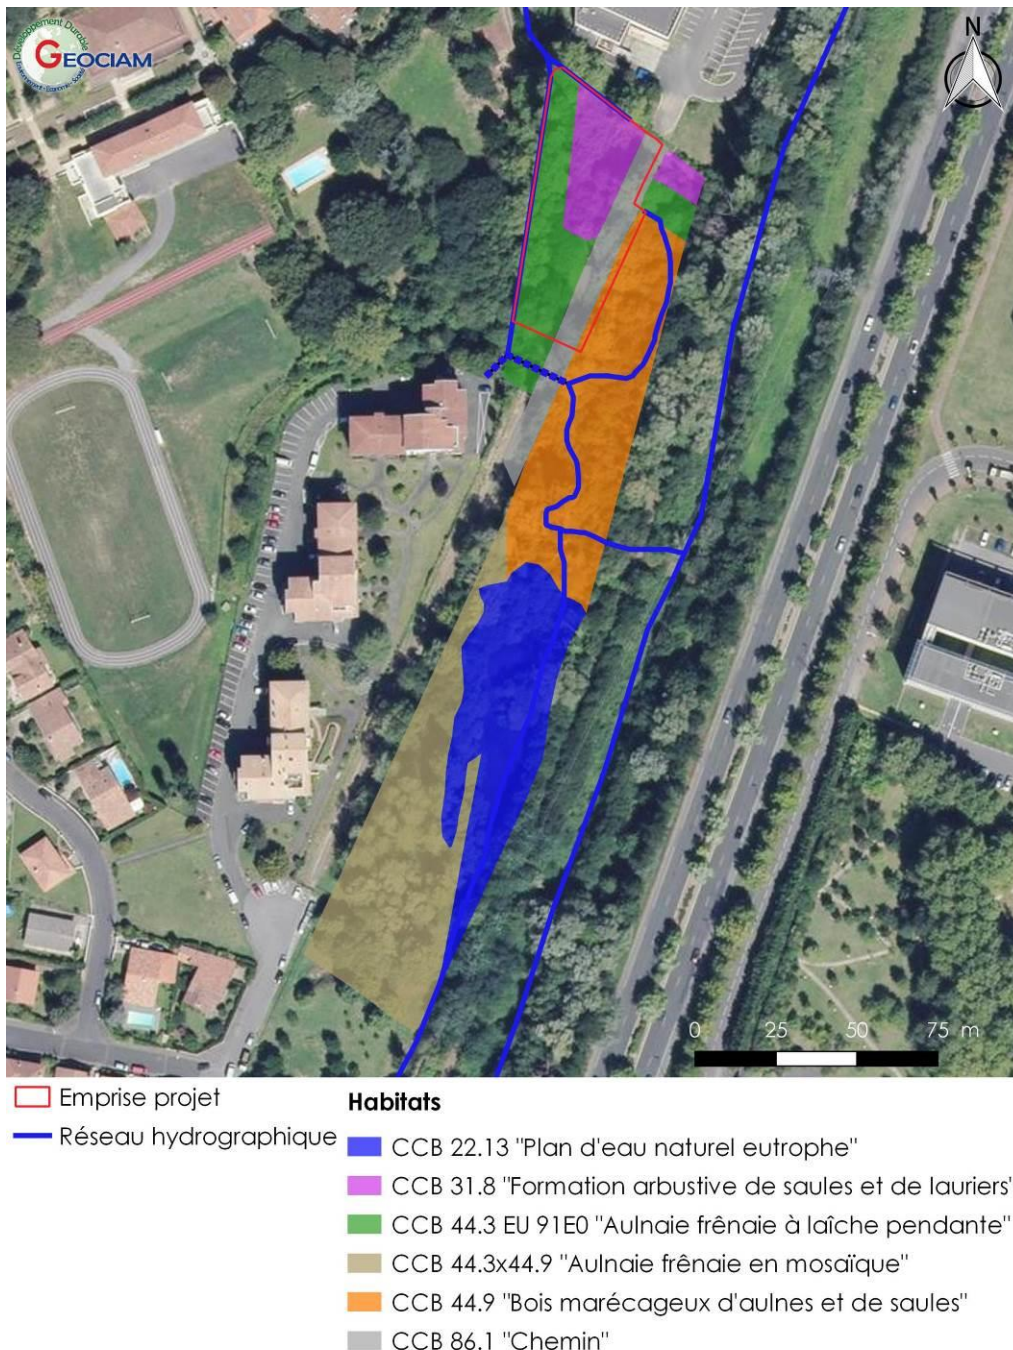 Développement Durable
GEOCIAM
N
0 25 50 75 m
Emprise projet
Réseau hydrographique
Habitats
CCB 22.13 "Plan d'eau naturel eutrophe"
CCB 31.8 "Formation arbustive de saules et de lauriers"
CCB 44.3 EU 91E0 "Aulnaie frênaie à laîche pendante"
CCB 44.3x44.9 "Aulnaie frênaie en mosaïque"
CCB 44.9 "Bois marécageux d'aulnes et de saules"
CCB 86.1 "Chemin"